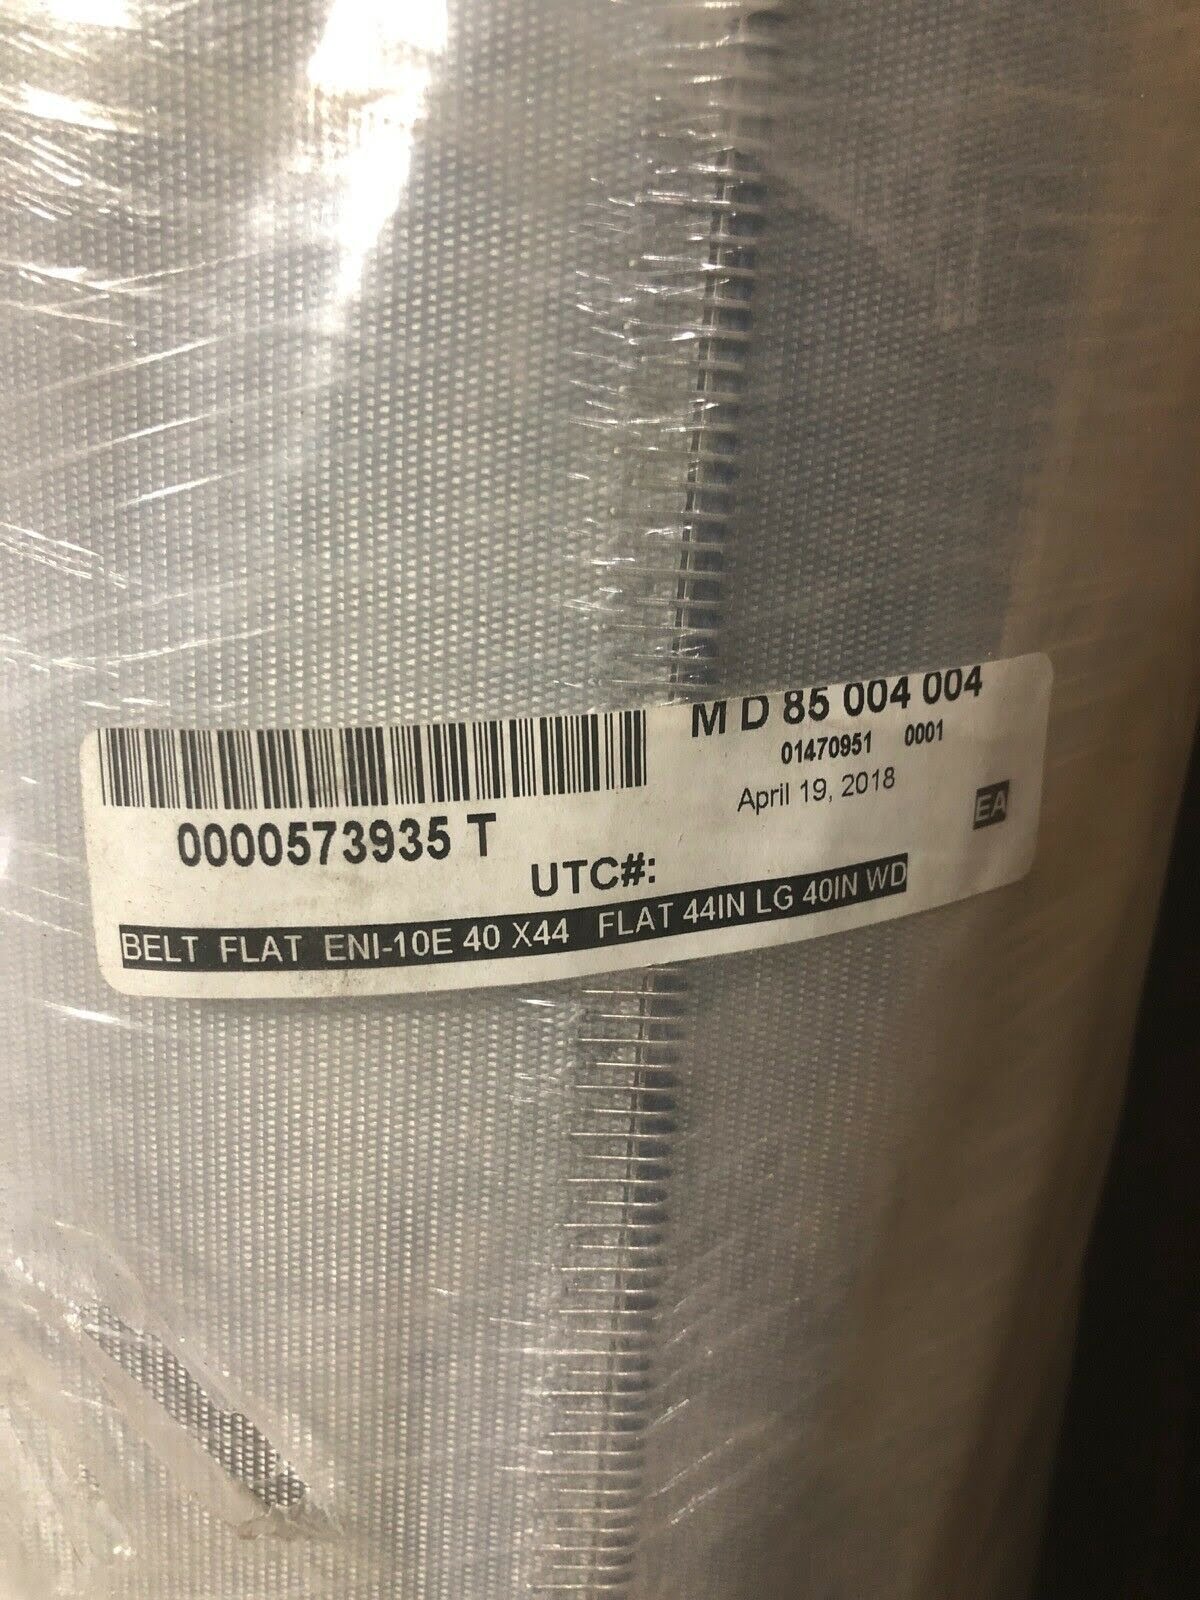 M D 85 004 004
01470951 0001
April 19, 2018
EA
0000573935 T
UTC#:
BELT FLAT ENI-10E 40 X44 FLAT 44IN LG 40IN WD